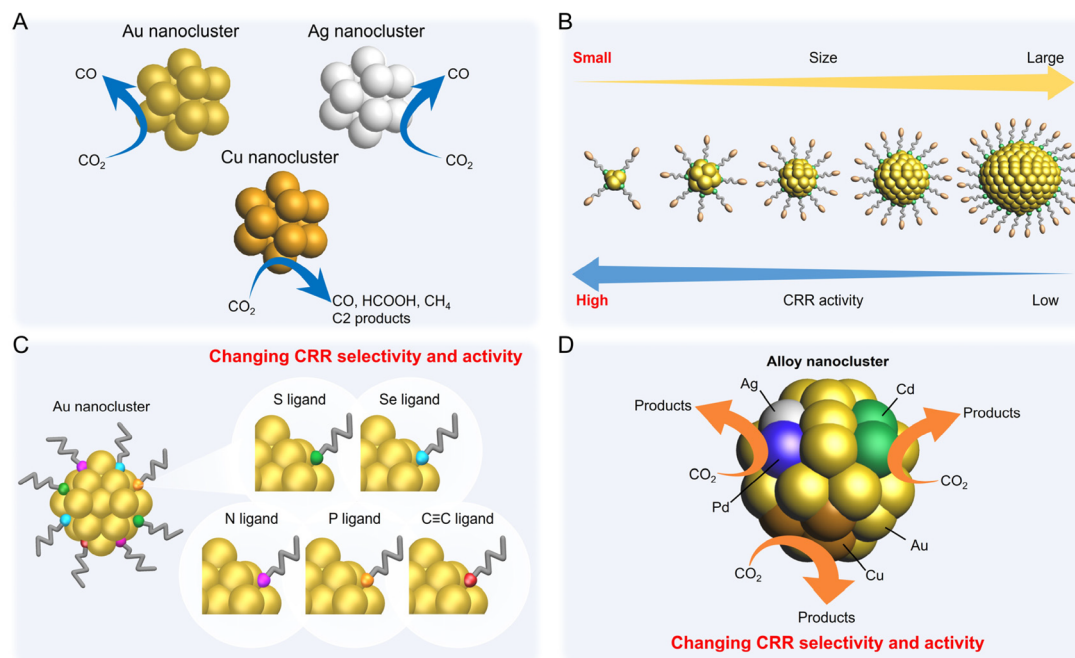 A
Au nanocluster
Ag nanocluster
CO
CO
CO₂
CO₂
Cu nanocluster
CO₂
CO, HCOOH, CH₄
C2 products
B
Small
Size
Large
High
CRR activity
Low
C
Changing CRR selectivity and activity
Au nanocluster
S ligand
Se ligand
N ligand
P ligand
C≡C ligand
D
Alloy nanocluster
Ag
Cd
Products
Products
CO₂
CO₂
Pd
Au
CO₂
Cu
Products
Changing CRR selectivity and activity